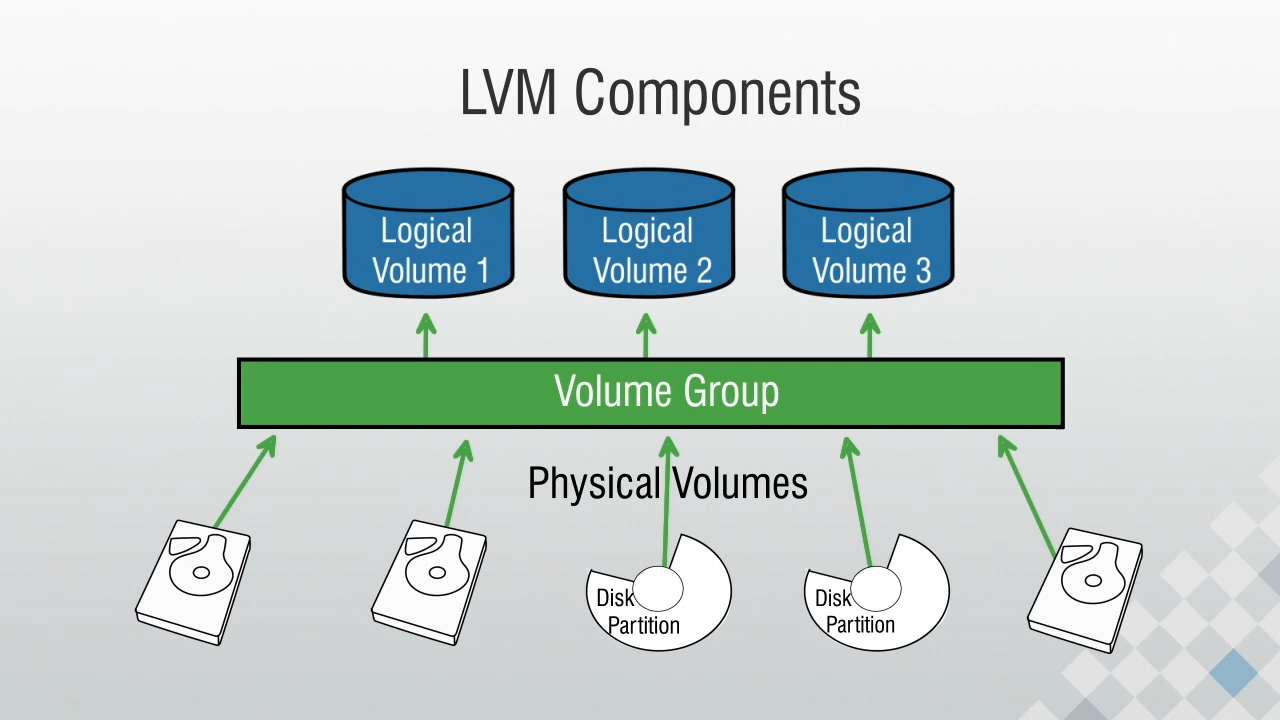 LVM Components
Logical
Volume 1
Logical
Volume 2
Logical
Volume 3
Volume Group
Physical Volumes
Disk
Partition
Disk
Partition